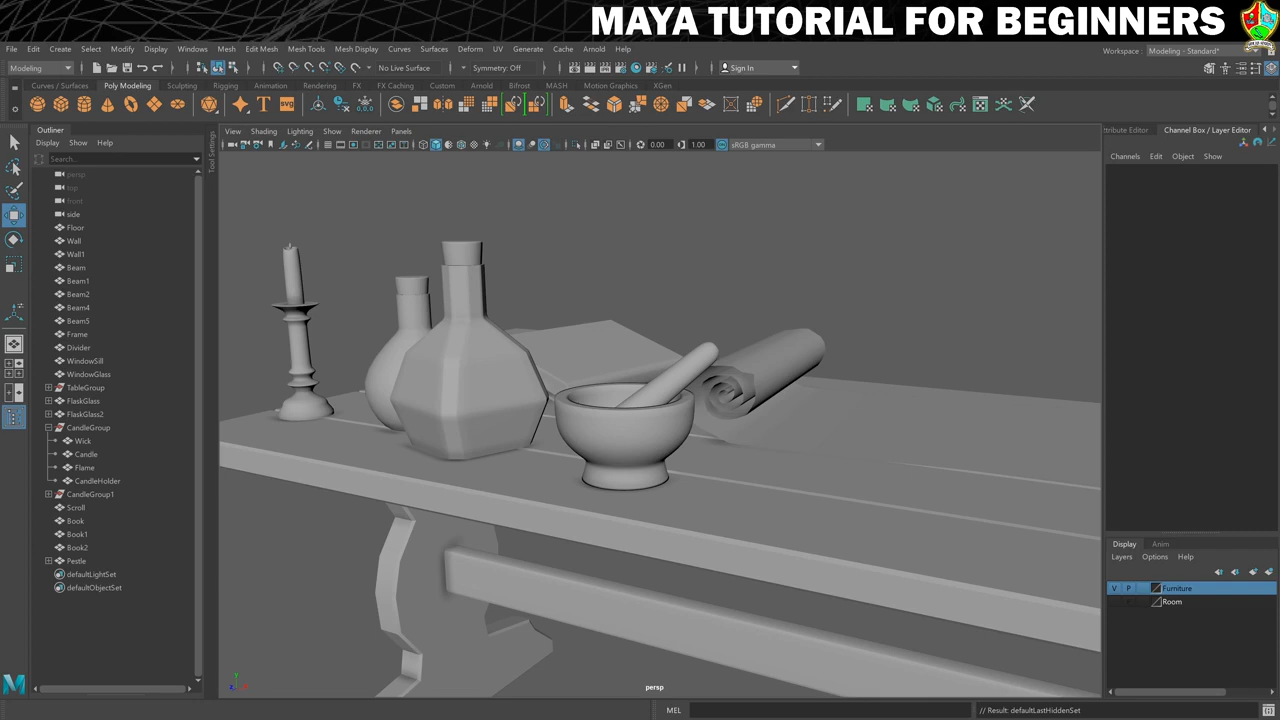 MAYA TUTORIAL FOR BEGINNERS
File Edit Create Select Modify Display Windows Mesh Edit Mesh Mesh Tools Mesh Display Curves Surfaces Deform UV Generate Cache Arnold Help
Workspace : Modeling - Standard*
Modeling No Live Surface Symmetry: Off Sign In
Curves / Surfaces Poly Modeling Sculpting Rigging Animation Rendering FX FX Caching Custom Arnold Bifrost MASH Motion Graphics XGen
Outliner
Display Show Help
Search...
persp
top
front
side
Floor
Wall
Wall1
Beam
Beam1
Beam2
Beam4
Beam5
Frame
Divider
WindowSill
WindowGlass
TableGroup
FlaskGlass
FlaskGlass2
CandleGroup
Wick
Candle
Flame
CandleHolder
CandleGroup1
Scroll
Book
Book1
Book2
Pestle
defaultLightSet
defaultObjectSet
Tool Settings
View Shading Lighting Show Renderer Panels
0.00 1.00 sRGB gamma
persp
tribute Editor Channel Box / Layer Editor
Channels Edit Object Show
Display Anim
Layers Options Help
V P Furniture
Room
MEL // Result: defaultLastHiddenSet